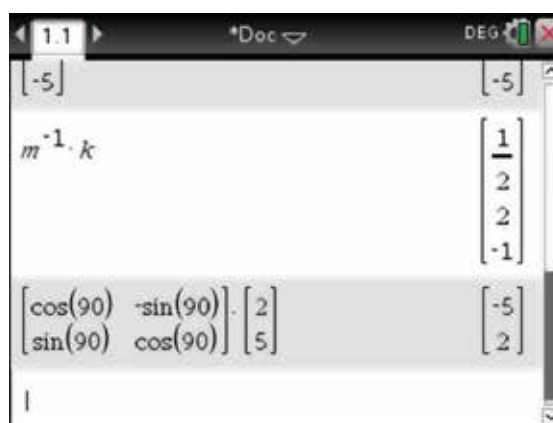 1.1 *Doc DEG
[-5] [-5]
m⁻¹·k [1/2 2 -1]
[cos(90) -sin(90)]·[2] [-5]
[sin(90) cos(90)] [5] [2]